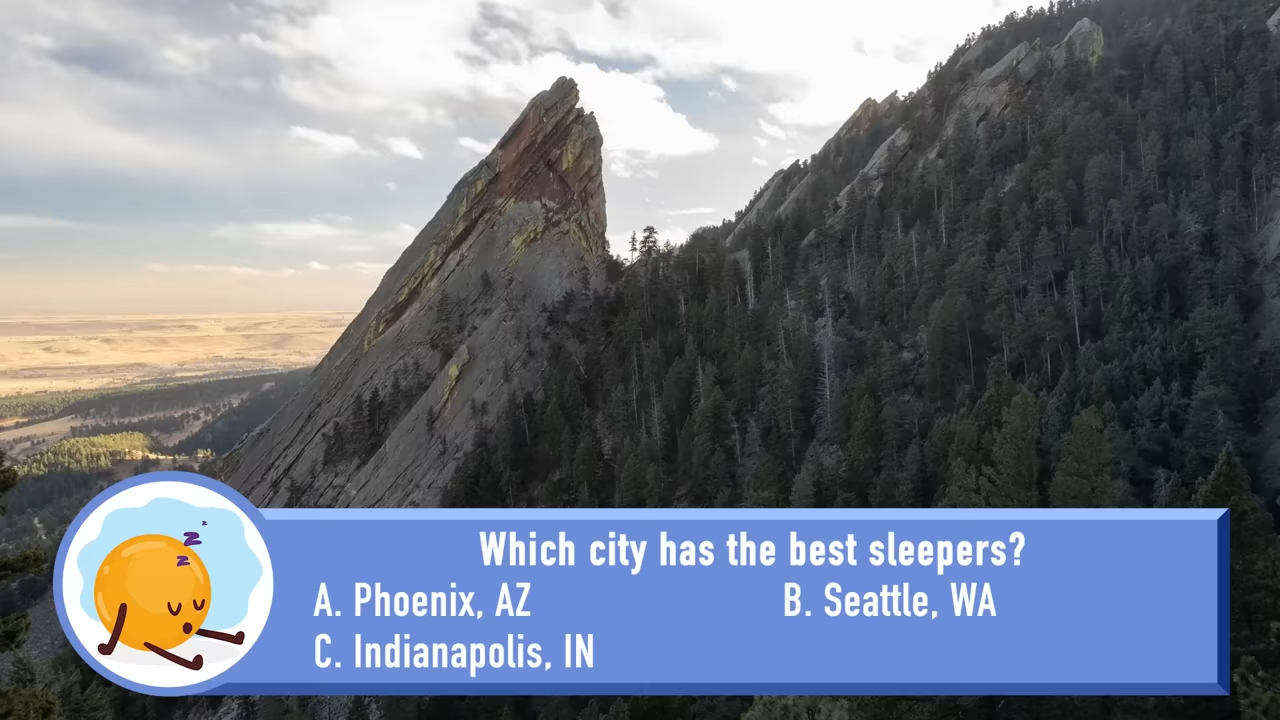 Z
Z
Z
Which city has the best sleepers?
A. Phoenix, AZ
B. Seattle, WA
C. Indianapolis, IN